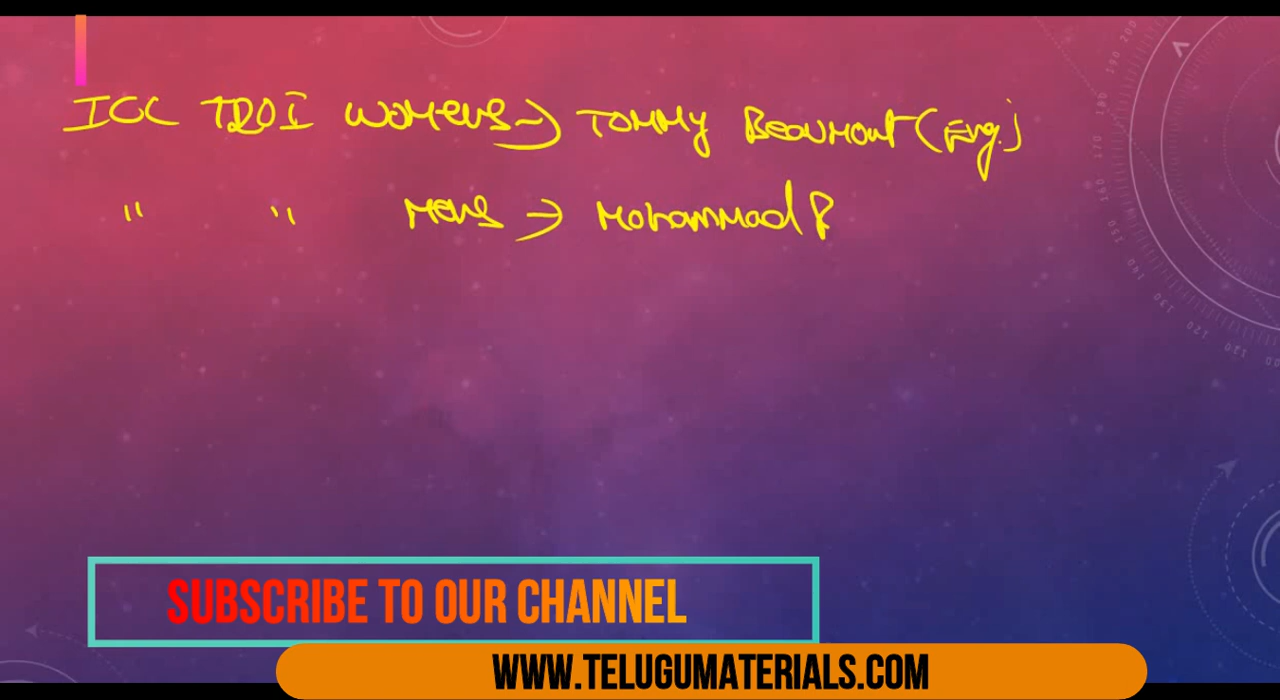 ICC T20I Womens → Tommy Beaumont (Eng.)
" " Mens → Mohammad R
SUBSCRIBE TO OUR CHANNEL
WWW.TELUGUMATERIALS.COM